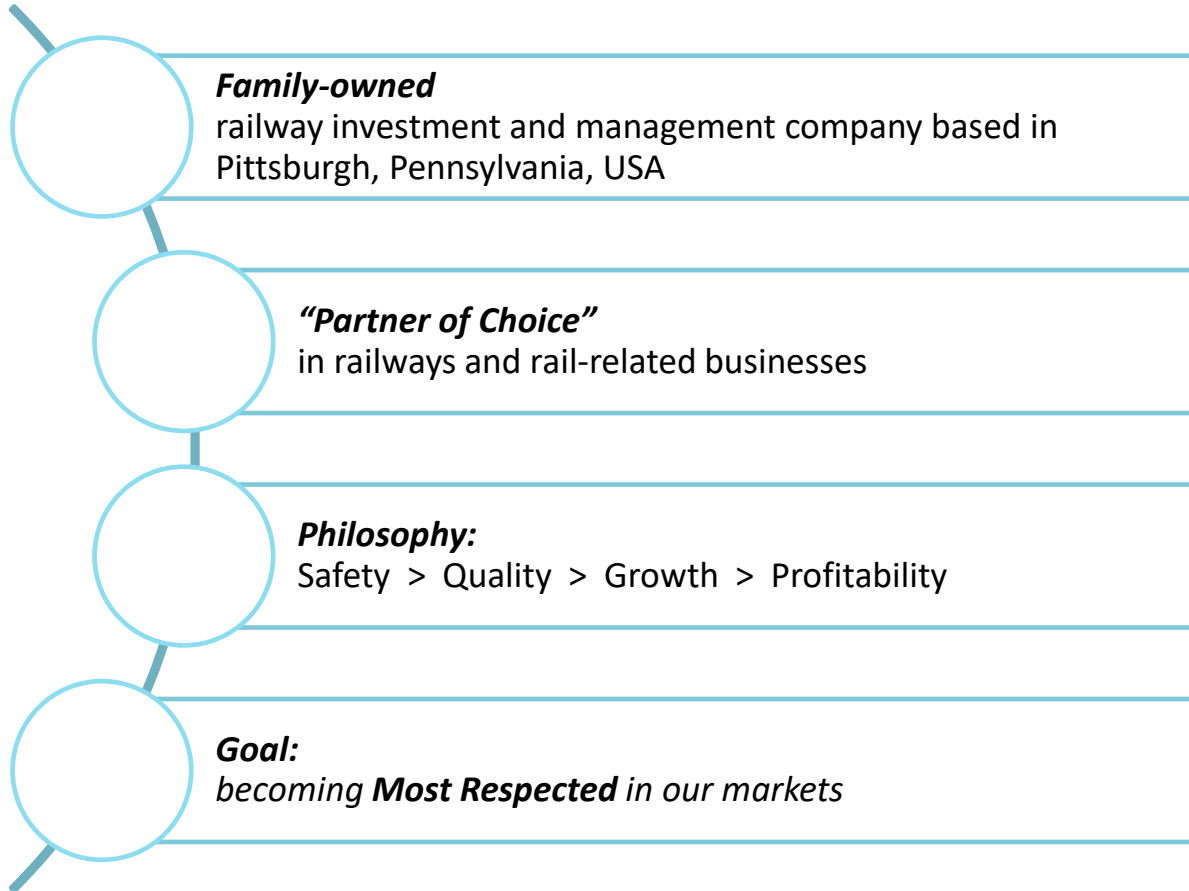 Family-owned
railway investment and management company based in
Pittsburgh, Pennsylvania, USA
“Partner of Choice”
in railways and rail-related businesses
Philosophy:
Safety > Quality > Growth > Profitability
Goal:
becoming Most Respected in our markets